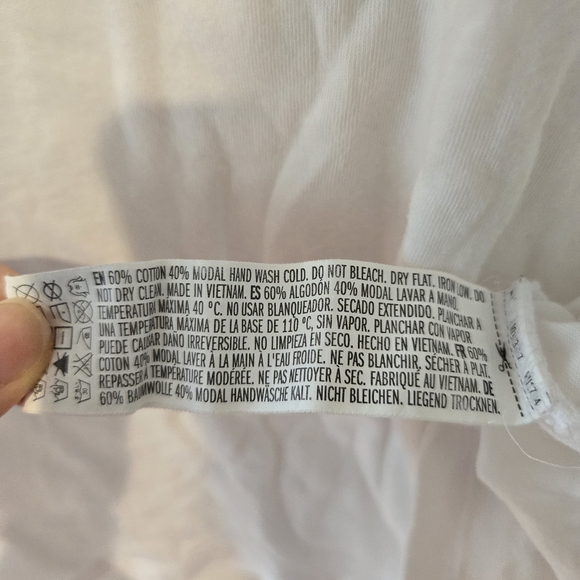 EN 60% COTTON 40% MODAL HAND WASH COLD. DO NOT BLEACH. DRY FLAT. IRON LOW. DO
NOT DRY CLEAN. MADE IN VIETNAM. ES 60% ALGODÓN 40% MODAL LAVAR A MANO.
TEMPERATURA MÁXIMA 40 °C. NO USAR BLANQUEADOR. SECADO EXTENDIDO. PLANCHAR A
UNA TEMPERATURA MÁXIMA DE LA BASE DE 110 °C, SIN VAPOR. PLANCHAR CON VAPOR
PUEDE CAUSAR DAÑO IRREVERSIBLE. NO LIMPIEZA EN SECO. HECHO EN VIETNAM. FR 60%
COTON 40% MODAL LAVER À LA MAIN À L'EAU FROIDE. NE PAS BLANCHIR. SÉCHER À PLAT.
REPASSER À TEMPÉRATURE MODÉRÉE. NE PAS NETTOYER À SEC. FABRIQUÉ AU VIETNAM. DE
60% BAUMWOLLE 40% MODAL HANDWÄSCHE KALT. NICHT BLEICHEN. LIEGEND TROCKNEN.